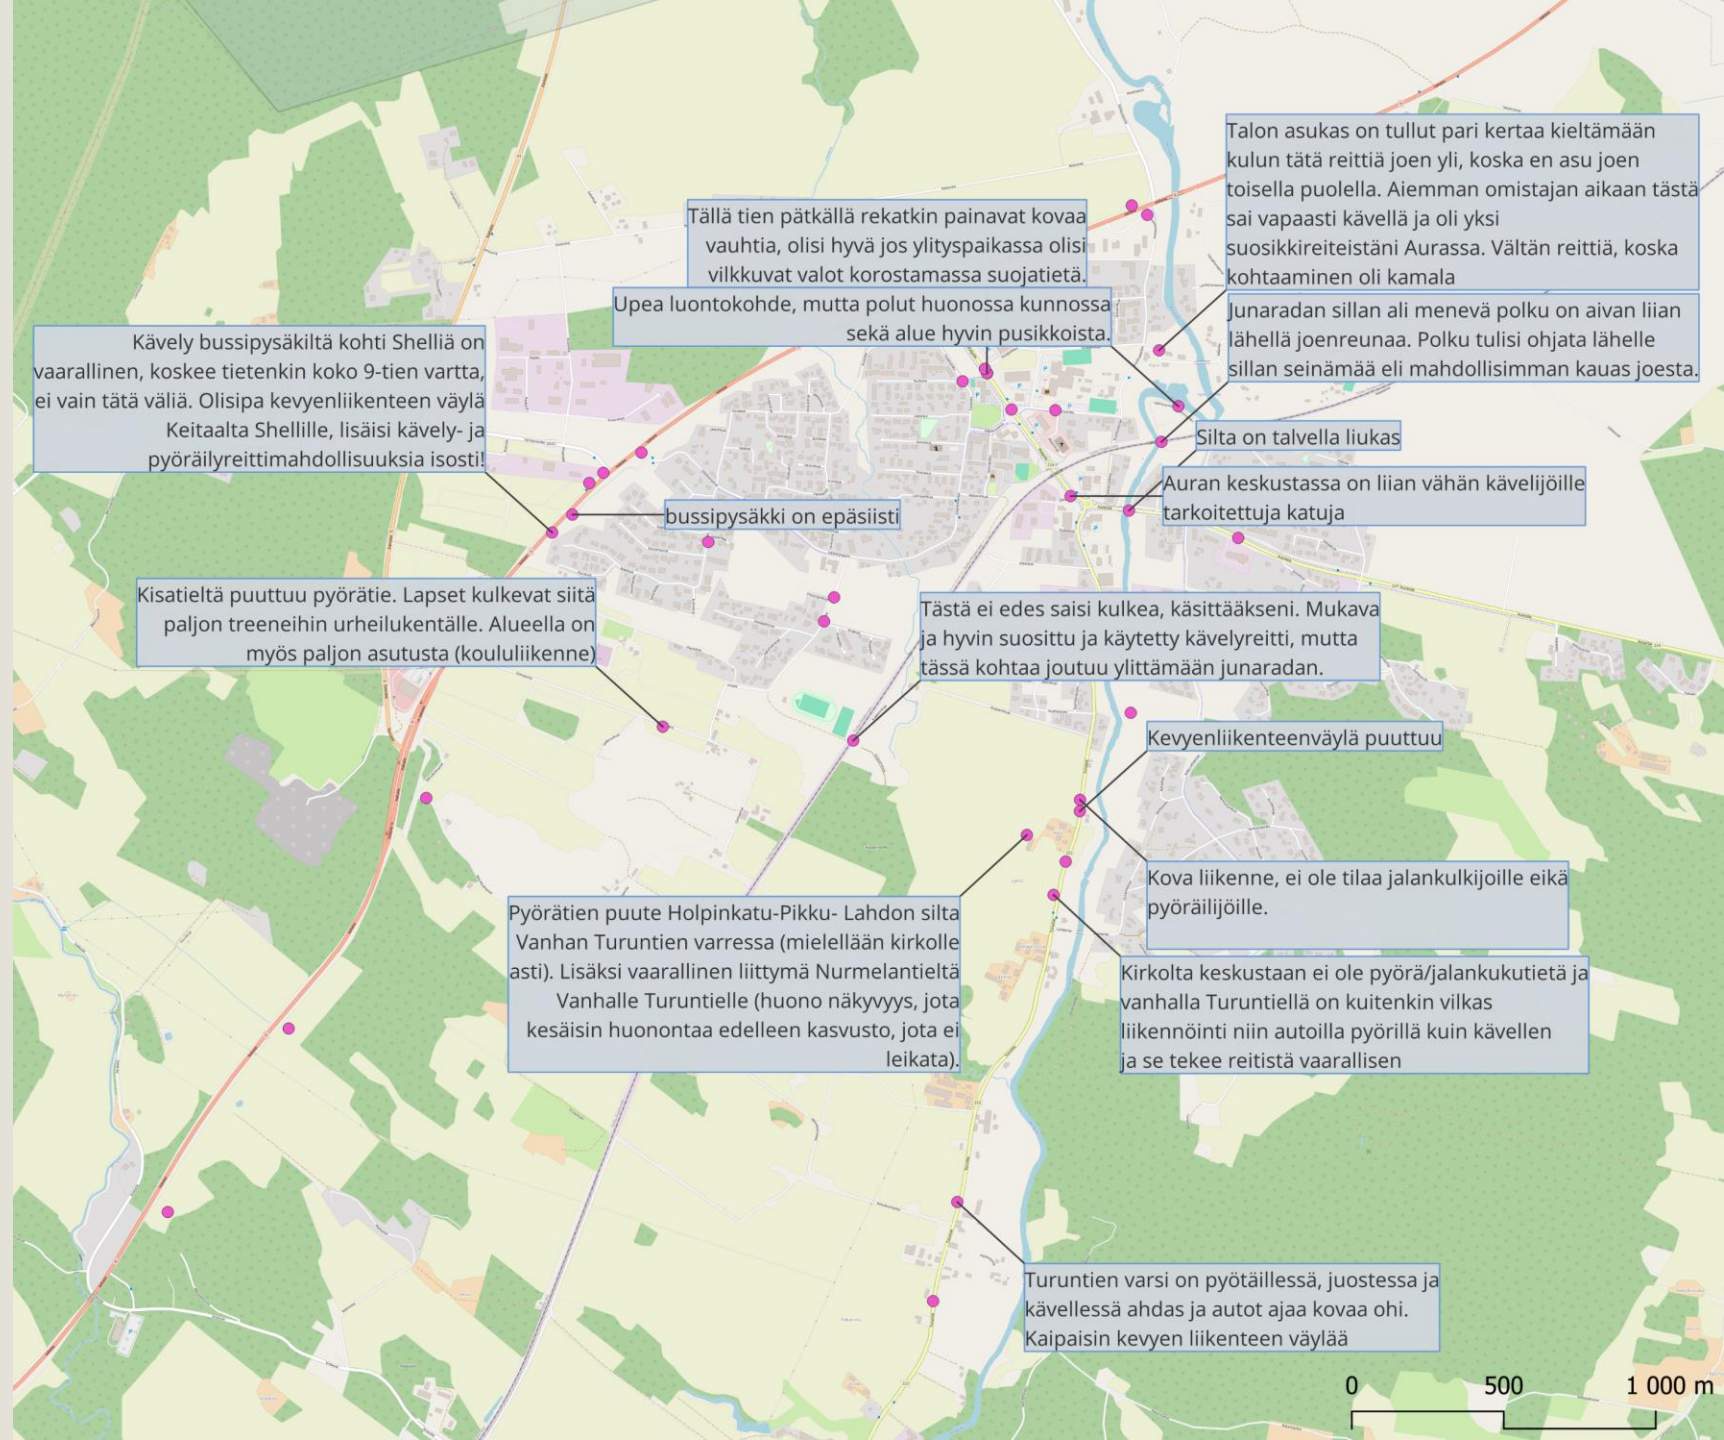 Talon asukas on tullut pari kertaa kieltämään
kulun tätä reittiä joen yli, koska en asu joen
toisella puolella. Aiemman omistajan aikaan tästä
sai vapaasti kävellä ja oli yksi
suosikkireiteistäni Aurassa. Vältän reittiä, koska
kohtaaminen oli kamala
Tällä tien pätkällä rekatkin painavat kovaa
vauhtia, olisi hyvä jos ylityspaikassa olisi
vilkkuvat valot korostamassa suojatietä.
Upea luontokohde, mutta polut huonossa kunnossa
sekä alue hyvin pusikkoista.
Junaradan sillan ali menevä polku on aivan liian
lähellä joenreunaa. Polku tulisi ohjata lähelle
sillan seinämää eli mahdollisimman kauas joesta.
Kävely bussipysäkiltä kohti Shelliä on
vaarallinen, koskee tietenkin koko 9-tien vartta,
ei vain tätä väliä. Olisipa kevyenliikenteen väylä
Keitaalta Shellille, lisäisi kävely- ja
pyöräilyreittimahdollisuuksia isosti!
Silta on talvella liukas
Auran keskustassa on liian vähän kävelijöille
tarkoitettuja katuja
bussipysäkki on epäsiisti
Kisatieltä puuttuu pyörätie. Lapset kulkevat siitä
paljon treeneihin urheilukentälle. Alueella on
myös paljon asutusta (koululiikenne)
Tästä ei edes saisi kulkea, käsittääkseni. Mukava
ja hyvin suosittu ja käytetty kävelyreitti, mutta
tässä kohtaa joutuu ylittämään junaradan.
Kevyenliikenteenväylä puuttuu
Kova liikenne, ei ole tilaa jalankulkijoille eikä
pyöräilijöille.
Pyörätien puute Holpinkatu-Pikku- Lahdon silta
Vanhan Turuntien varressa (mielellään kirkolle
asti). Lisäksi vaarallinen liittymä Nurmelantieltä
Vanhalle Turuntielle (huono näkyvyys, jota
kesäisin huonontaa edelleen kasvusto, jota ei
leikata).
Kirkolta keskustaan ei ole pyörä/jalankukutietä ja
vanhalla Turuntiellä on kuitenkin vilkas
liikennöinti niin autoilla pyörillä kuin kävellen
ja se tekee reitistä vaarallisen
Turuntien varsi on pyötäillessä, juostessa ja
kävellessä ahdas ja autot ajaa kovaa ohi.
Kaipaisin kevyen liikenteen väylää
0 500 1 000 m